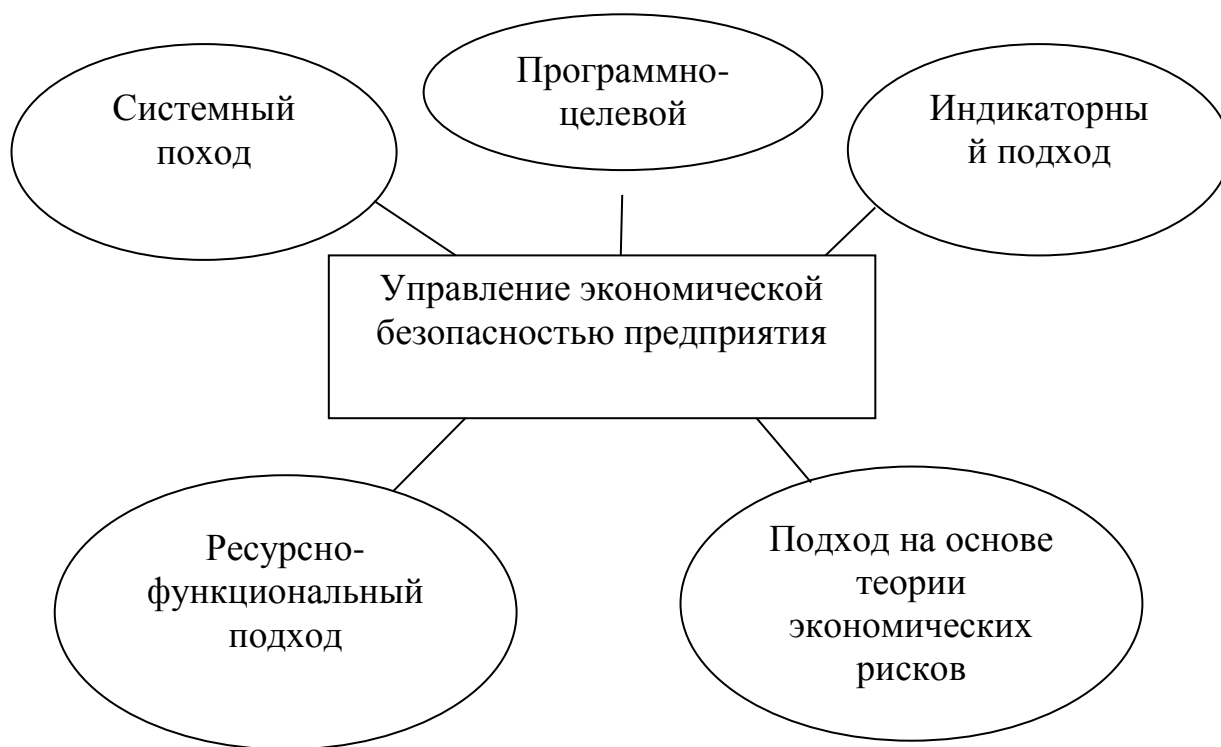 Системный
поход
Программно-
целевой
Индикаторны
й подход
Управление экономической
безопасностью предприятия
Ресурсно-
функциональный
подход
Подход на основе
теории
экономических
рисков